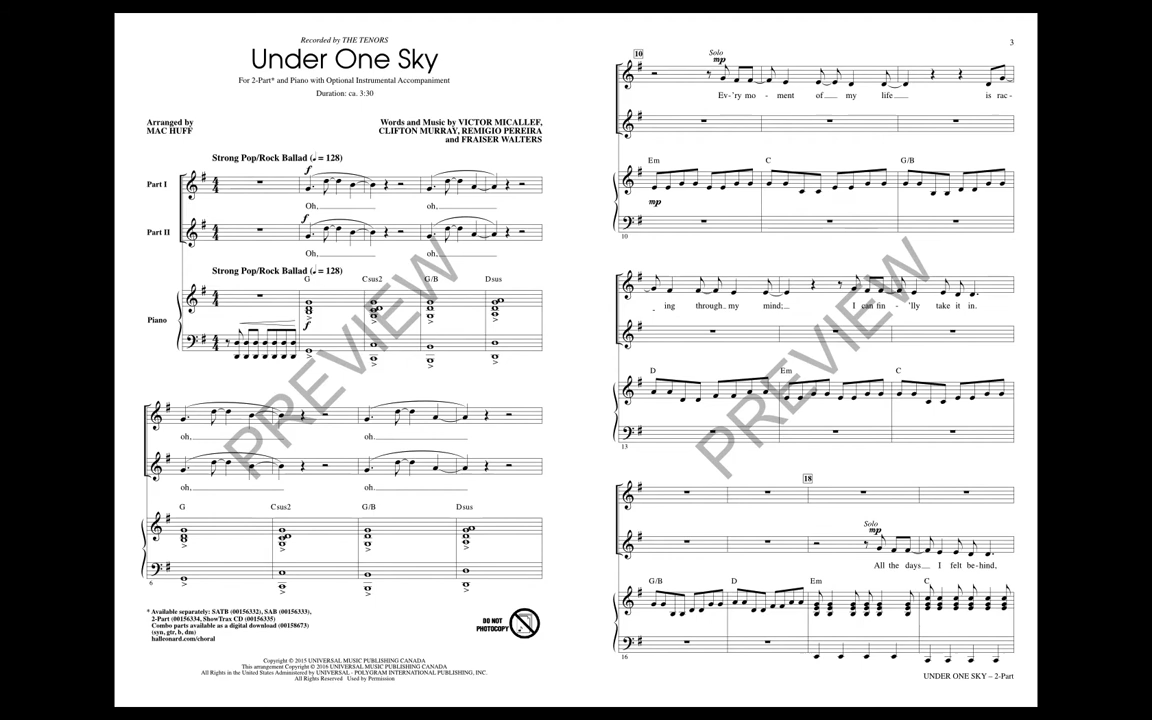 Recorded by THE TENORS
Under One Sky
For 2-Part* and Piano with Optional Instrumental Accompaniment
Duration: ca. 3:30
Arranged by
MAC HUFF
Words and Music by VICTOR MICALLEF,
CLIFTON MURRAY, REMIGIO PEREIRA
and FRAISER WALTERS
Strong Pop/Rock Ballad (♩ = 128)
f
Part I
Oh, oh,
f
Part II
Oh, oh,
Strong Pop/Rock Ballad (♩ = 128)
G Csus2 G/B Dsus
Piano
f
oh, oh,
oh, oh,
G Csus2 G/B Dsus
6
* Available separately: SATB (00156332), SAB (00156333),
2-Part (00156334, ShowTrax CD (00156335)
Combo parts available as a digital download (00158673)
(syn, gtr, b, dm)
halleonard.com/choral
DO NOT
PHOTOCOPY
Copyright © 2015 UNIVERSAL MUSIC PUBLISHING CANADA
This arrangement Copyright © 2016 UNIVERSAL MUSIC PUBLISHING CANADA
All Rights in the United States Administered by UNIVERSAL - POLYGRAM INTERNATIONAL PUBLISHING, INC.
All Rights Reserved Used by Permission
PREVIEW
3
10
Solo
mp
Ev-'ry mo - ment of my life is rac-
Em C G/B
mp
10
ing through my mind; I can fin - 'lly take it in.
D Em C
13
18
Solo
mp
All the days I felt be-hind,
G/B D Em C
16
UNDER ONE SKY – 2-Part
PREVIEW